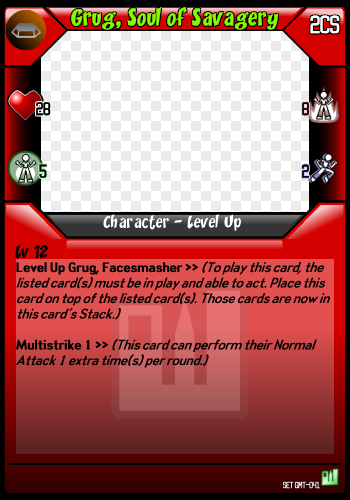 Grug, Soul of Savagery
2CS
28
8
5
2
Character - Level Up
Lv 12
Level Up Grug, Facesmasher >> (To play this card, the
listed card(s) must be in play and able to act. Place this
card on top of the listed card(s). Those cards are now in
this card's Stack.)
Multistrike 1 >> (This card can perform their Normal
Attack 1 extra time(s) per round.)
SET GMT-041